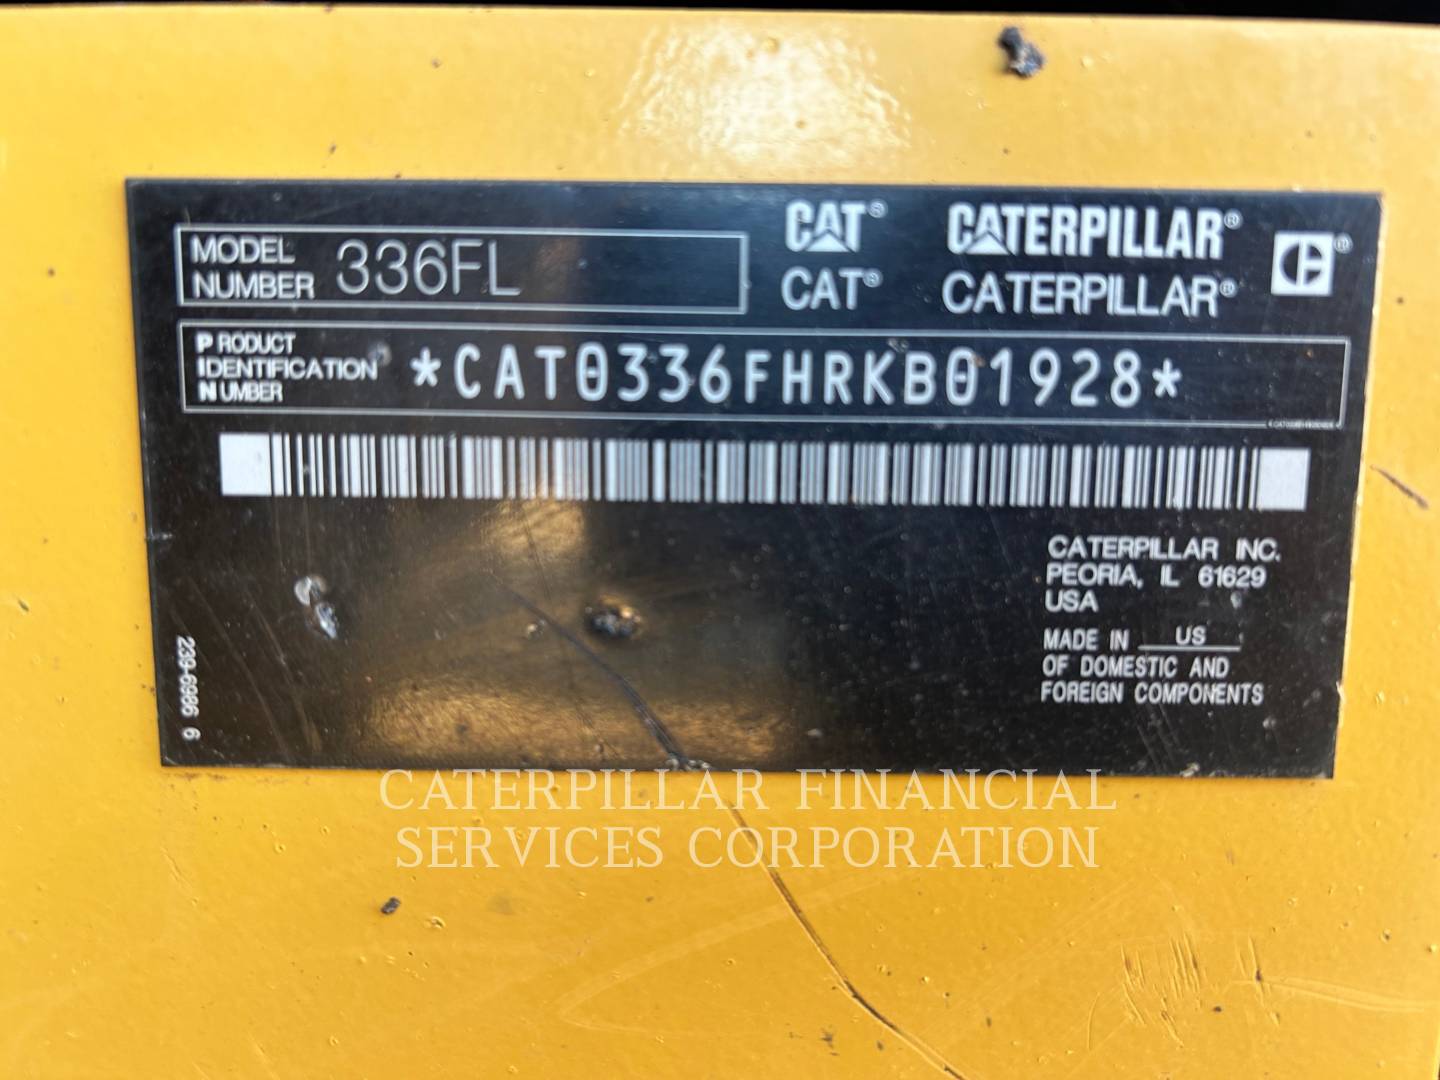 MODEL
NUMBER 336FL
CAT® CATERPILLAR®
CAT® CATERPILLAR®
PRODUCT
IDENTIFICATION
NUMBER
*CAT0336FHRKB01928*
CATERPILLAR INC.
PEORIA, IL 61629
USA
MADE IN US
OF DOMESTIC AND
FOREIGN COMPONENTS
239-6906 6
CATERPILLAR FINANCIAL
SERVICES CORPORATION